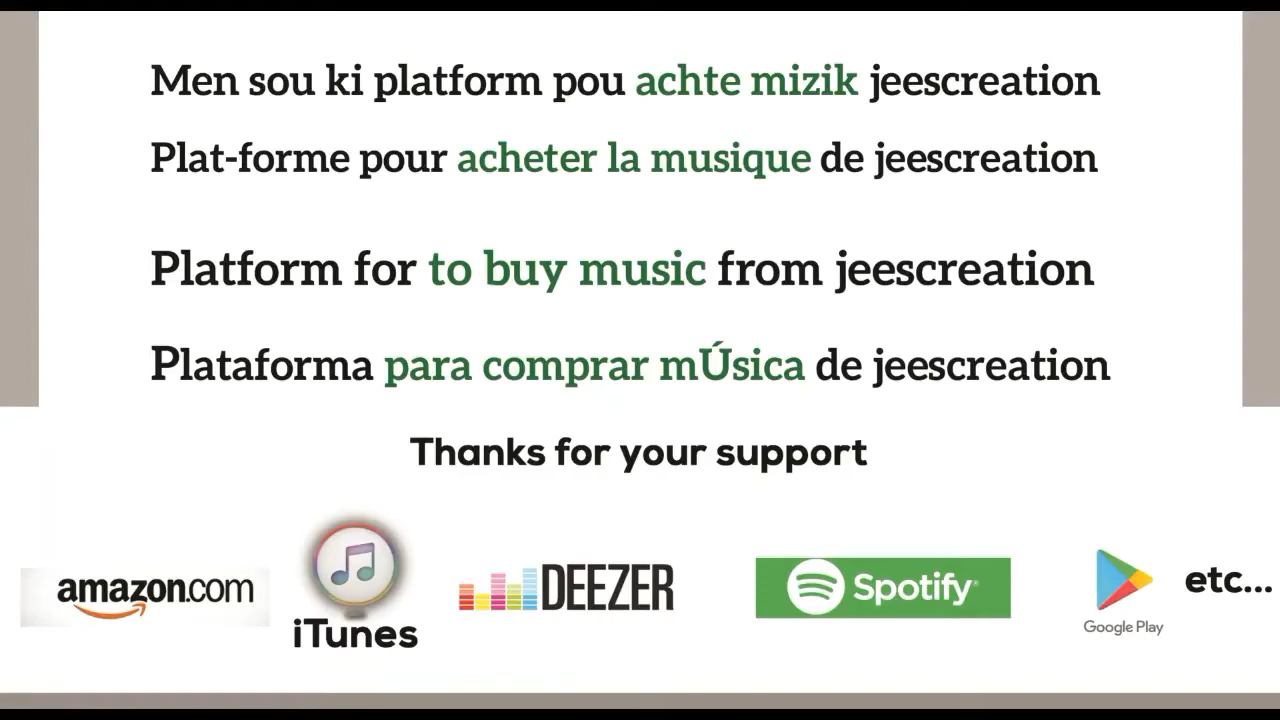 Men sou ki platform pou achte mizik jeescreation
Plat-forme pour acheter la musique de jeescreation
Platform for to buy music from jeescreation
Plataforma para comprar mÚsica de jeescreation
Thanks for your support
amazon.com
iTunes
DEEZER
Spotify®
Google Play
etc...